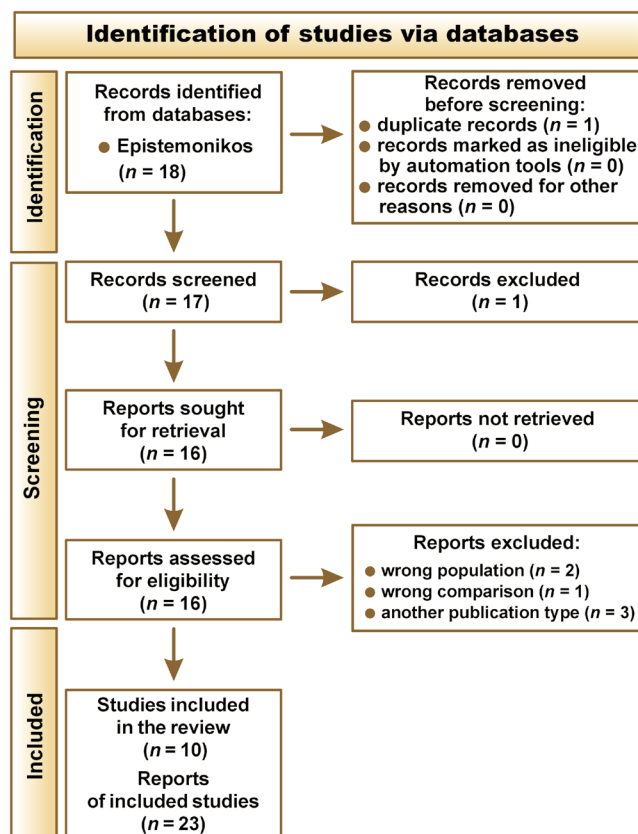 Identification of studies via databases
Identification
Records identified
from databases:
● Epistemonikos
(n = 18)
Records removed
before screening:
● duplicate records (n = 1)
● records marked as ineligible
by automation tools (n = 0)
● records removed for other
reasons (n = 0)
Screening
Records screened
(n = 17)
Records excluded
(n = 1)
Reports sought
for retrieval
(n = 16)
Reports not retrieved
(n = 0)
Reports assessed
for eligibility
(n = 16)
Reports excluded:
● wrong population (n = 2)
● wrong comparison (n = 1)
● another publication type (n = 3)
Included
Studies included
in the review
(n = 10)
Reports
of included studies
(n = 23)